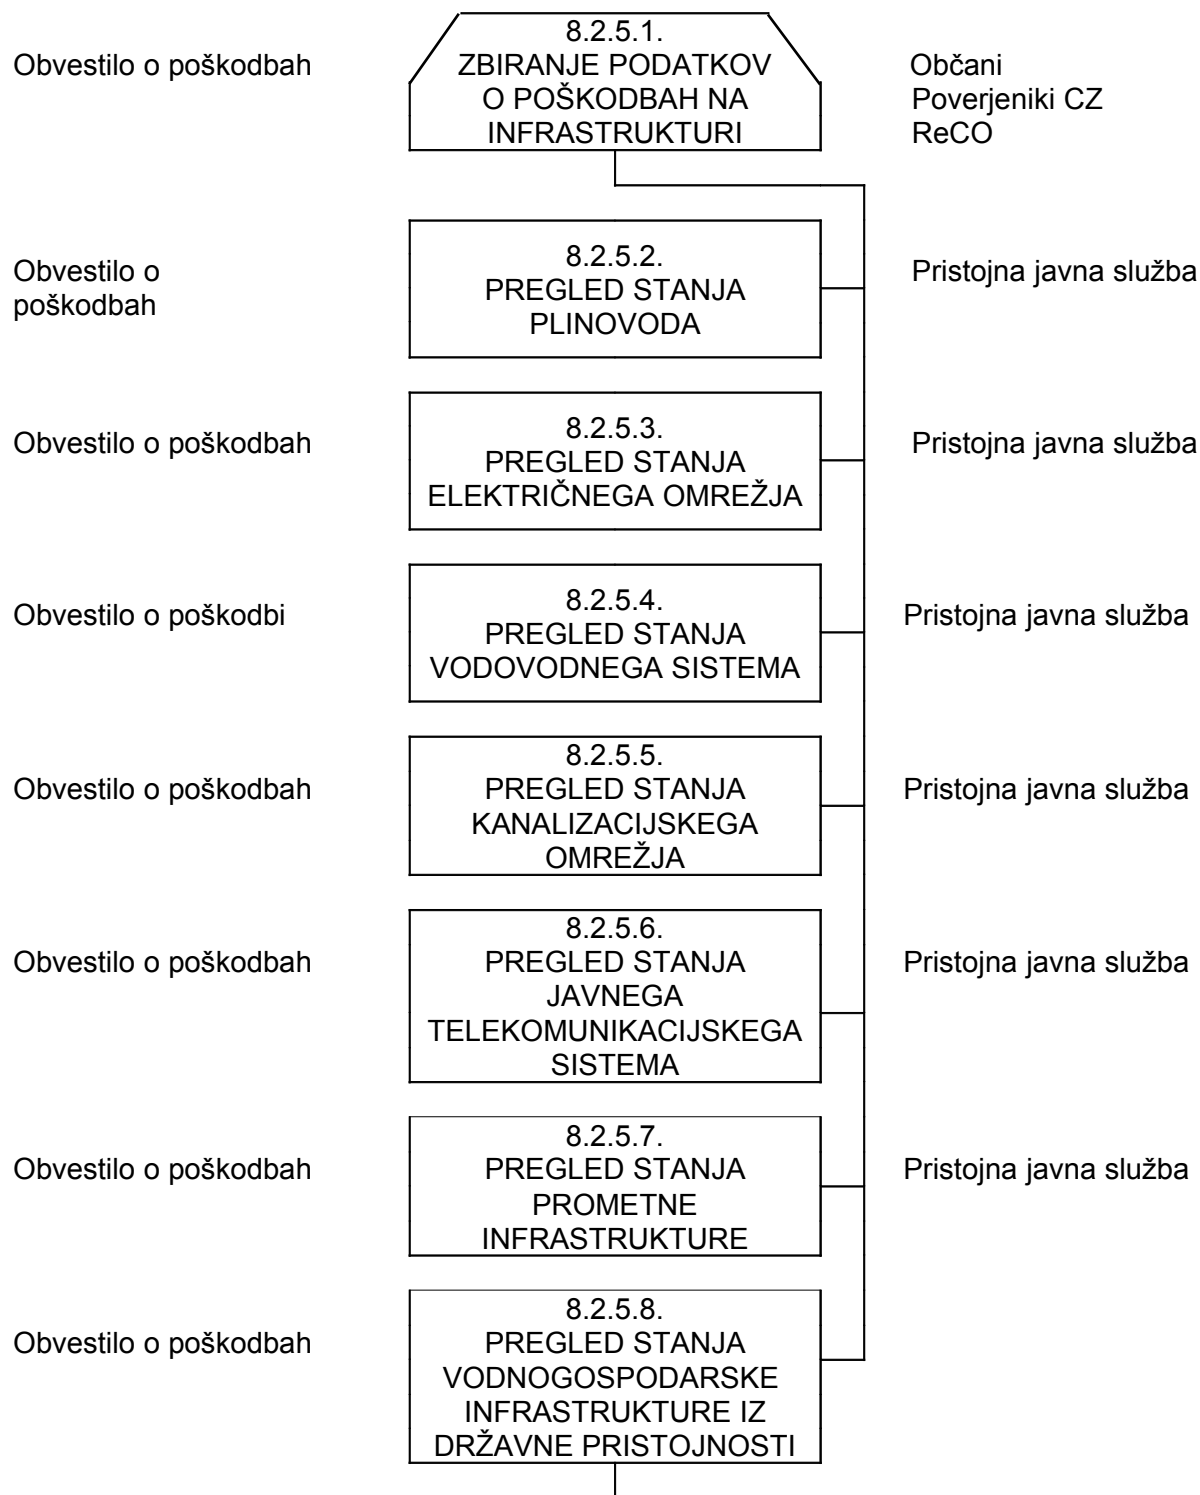 Obvestilo o poškodbah
8.2.5.1.
ZBIRANJE PODATKOV
O POŠKODBAH NA
INFRASTRUKTURI
Občani
Poverjeniki CZ
ReCO
Obvestilo o
poškodbah
8.2.5.2.
PREGLED STANJA
PLINOVODA
Pristojna javna služba
Obvestilo o poškodbah
8.2.5.3.
PREGLED STANJA
ELEKTRIČNEGA OMREŽJA
Pristojna javna služba
Obvestilo o poškodbi
8.2.5.4.
PREGLED STANJA
VODOVODNEGA SISTEMA
Pristojna javna služba
Obvestilo o poškodbah
8.2.5.5.
PREGLED STANJA
KANALIZACIJSKEGA
OMREŽJA
Pristojna javna služba
Obvestilo o poškodbah
8.2.5.6.
PREGLED STANJA
JAVNEGA
TELEKOMUNIKACIJSKEGA
SISTEMA
Pristojna javna služba
Obvestilo o poškodbah
8.2.5.7.
PREGLED STANJA
PROMETNE
INFRASTRUKTURE
Pristojna javna služba
Obvestilo o poškodbah
8.2.5.8.
PREGLED STANJA
VODNOGOSPODARSKE
INFRASTRUKTURE IZ
DRŽAVNE PRISTOJNOSTI